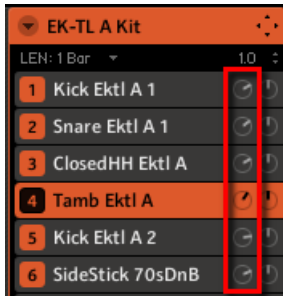 EK-TL A Kit
LEN: 1 Bar 1.0
1 Kick Ektl A 1
2 Snare Ektl A 1
3 ClosedHH Ektl A
4 Tamb Ektl A
5 Kick Ektl A 2
6 SideStick 70sDnB